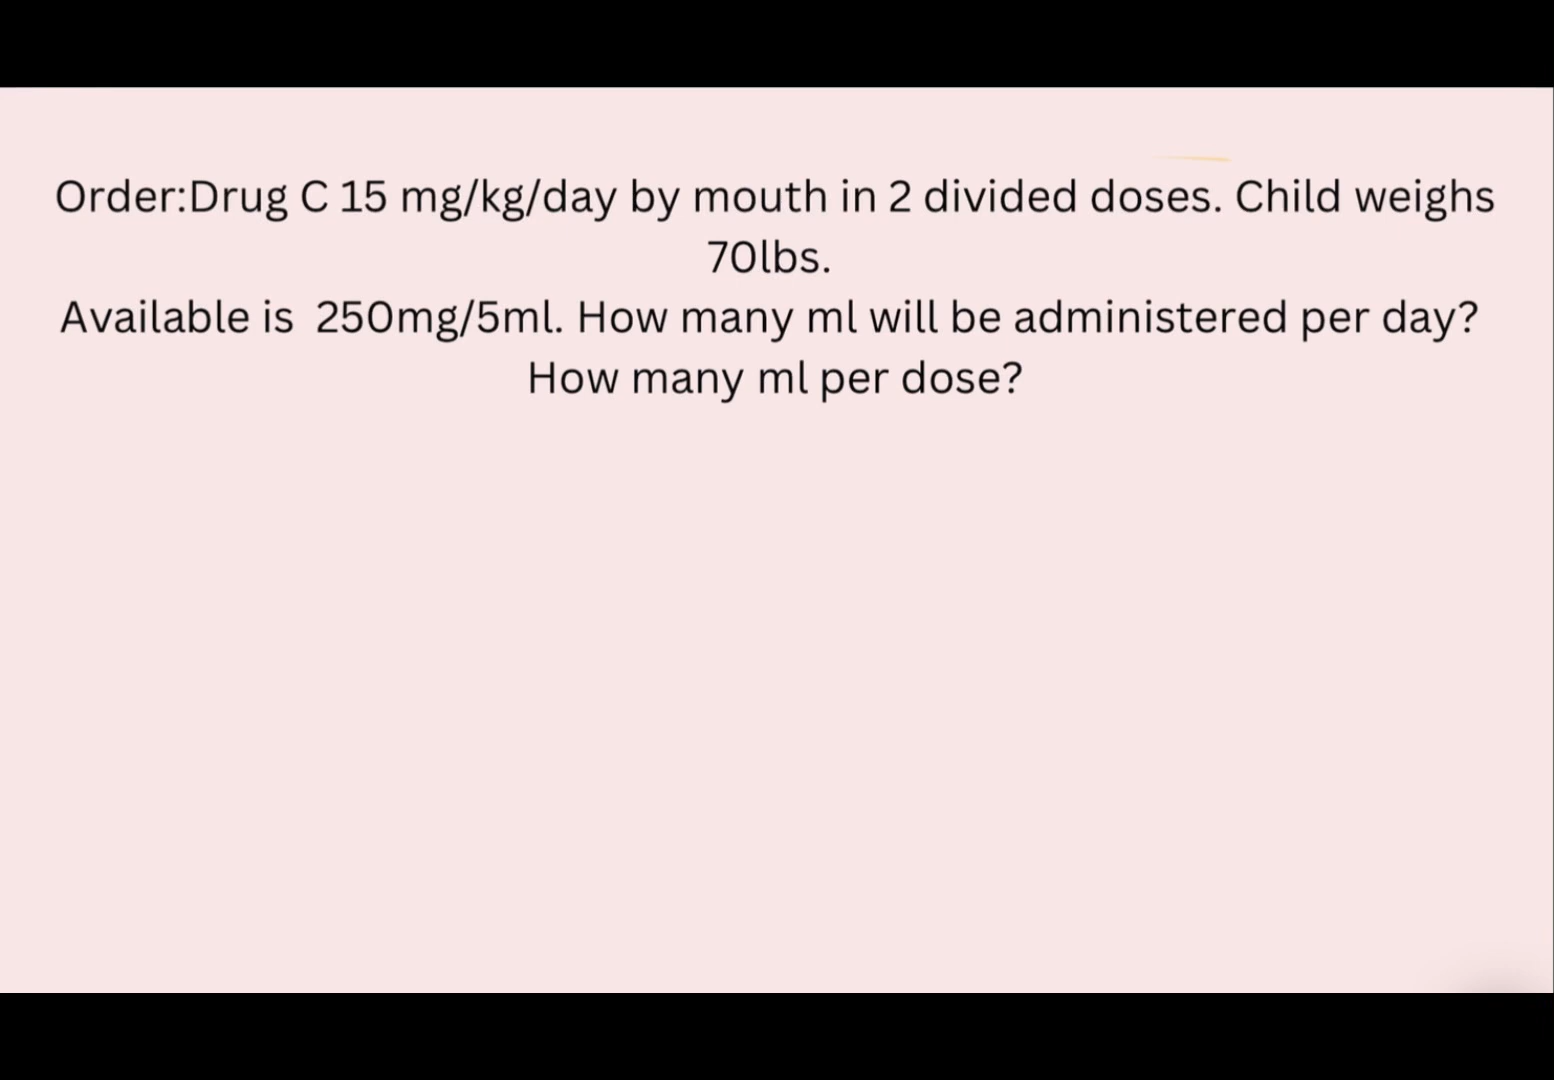 Order:Drug C 15 mg/kg/day by mouth in 2 divided doses. Child weighs
70lbs.
Available is  250mg/5ml. How many ml will be administered per day?
How many ml per dose?